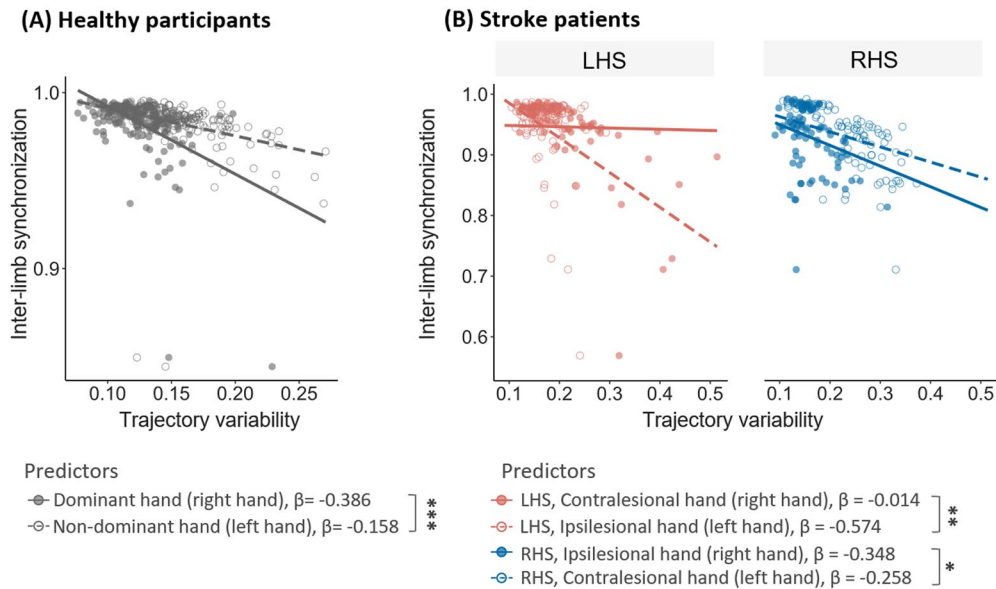 (A) Healthy participants
(B) Stroke patients
LHS
RHS
Inter-limb synchronization
1.0
0.9
0.10
0.15
0.20
0.25
Trajectory variability
Inter-limb synchronization
1.0
0.9
0.8
0.7
0.6
0.1
0.2
0.3
0.4
0.5
0.1
0.2
0.3
0.4
0.5
Trajectory variability
Predictors
Dominant hand (right hand), β= -0.386
Non-dominant hand (left hand), β= -0.158
***
Predictors
LHS, Contralesional hand (right hand), β = -0.014
LHS, Ipsilesional hand (left hand), β = -0.574
**
RHS, Ipsilesional hand (right hand), β = -0.348
RHS, Contralesional hand (left hand), β = -0.258
*